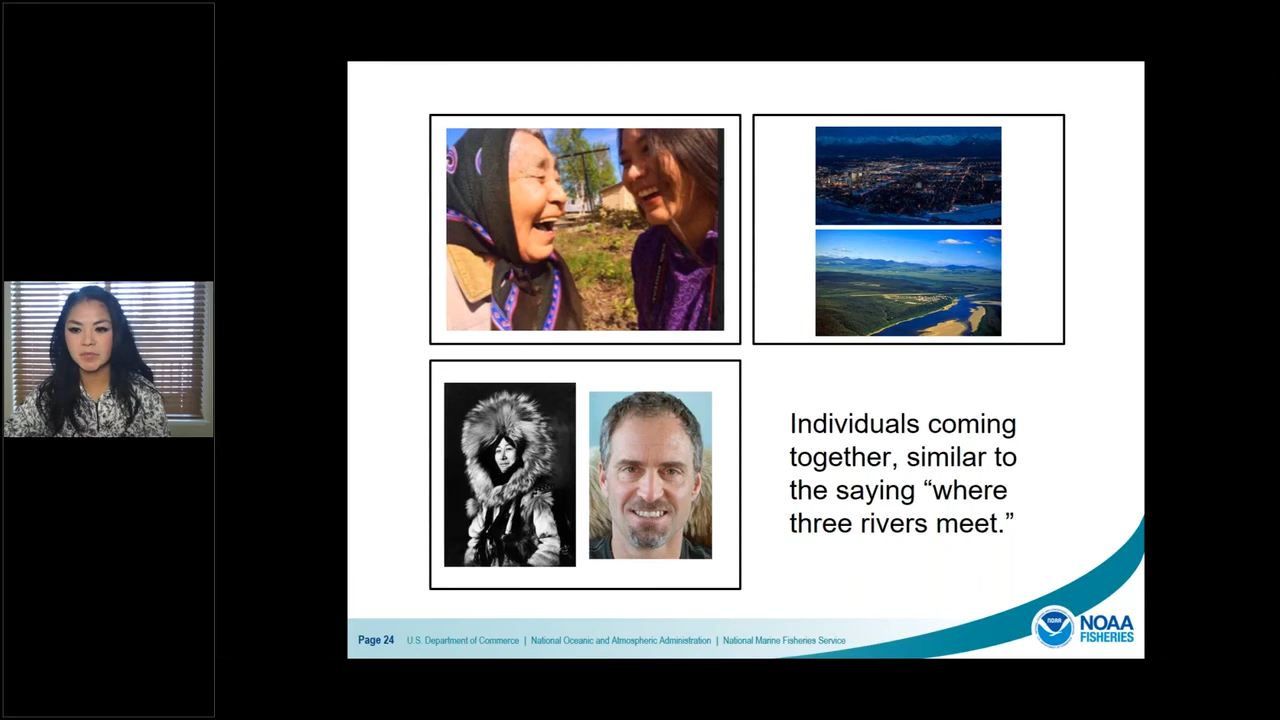 Individuals coming
together, similar to
the saying “where
three rivers meet.”
Page 24 U.S. Department of Commerce | National Oceanic and Atmospheric Administration | National Marine Fisheries Service
NOAA
NOAA
FISHERIES